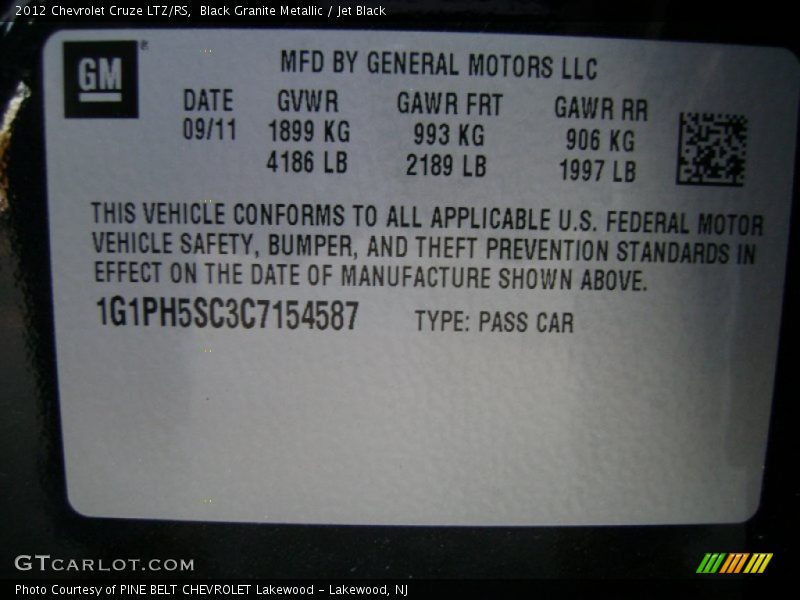 2012 Chevrolet Cruze LTZ/RS, Black Granite Metallic / Jet Black
GM
®
MFD BY GENERAL MOTORS LLC
DATE GVWR GAWR FRT GAWR RR
09/11 1899 KG 993 KG 906 KG
4186 LB 2189 LB 1997 LB
THIS VEHICLE CONFORMS TO ALL APPLICABLE U.S. FEDERAL MOTOR
VEHICLE SAFETY, BUMPER, AND THEFT PREVENTION STANDARDS IN
EFFECT ON THE DATE OF MANUFACTURE SHOWN ABOVE.
1G1PH5SC3C7154587 TYPE: PASS CAR
GTCARLOT.COM
Photo Courtesy of PINE BELT CHEVROLET Lakewood - Lakewood, NJ